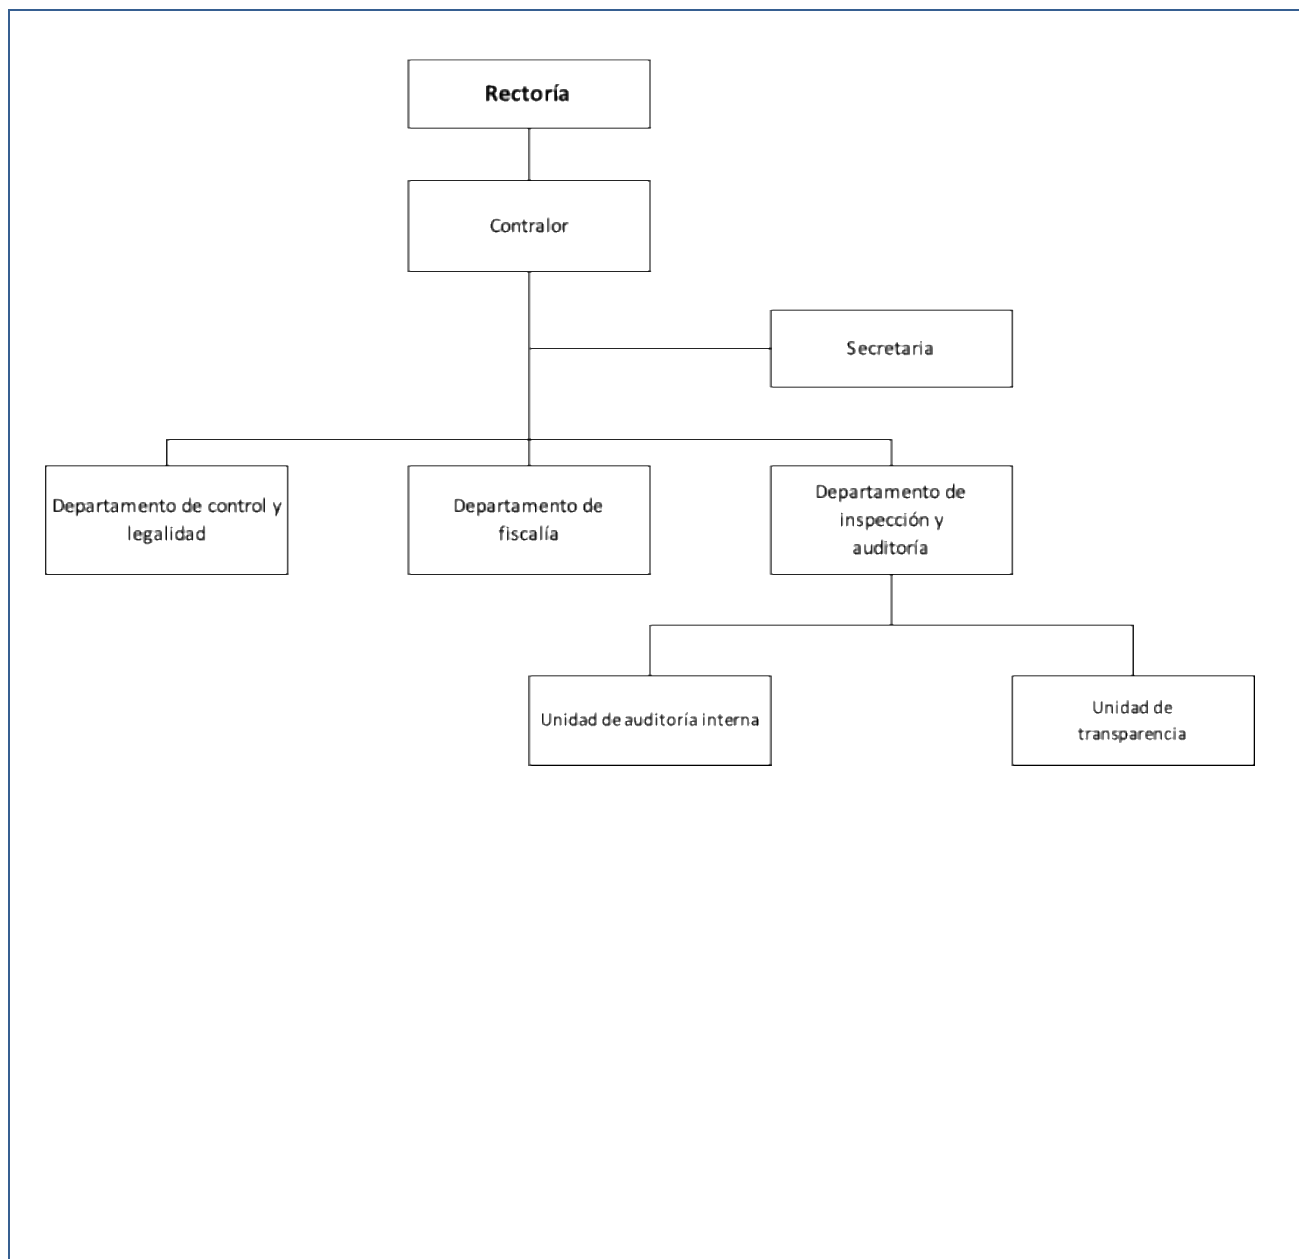 Rectoría
Contralor
Secretaria
Departamento de control y
legalidad
Departamento de
fiscalía
Departamento de
inspección y
auditoría
Unidad de auditoría interna
Unidad de
transparencia